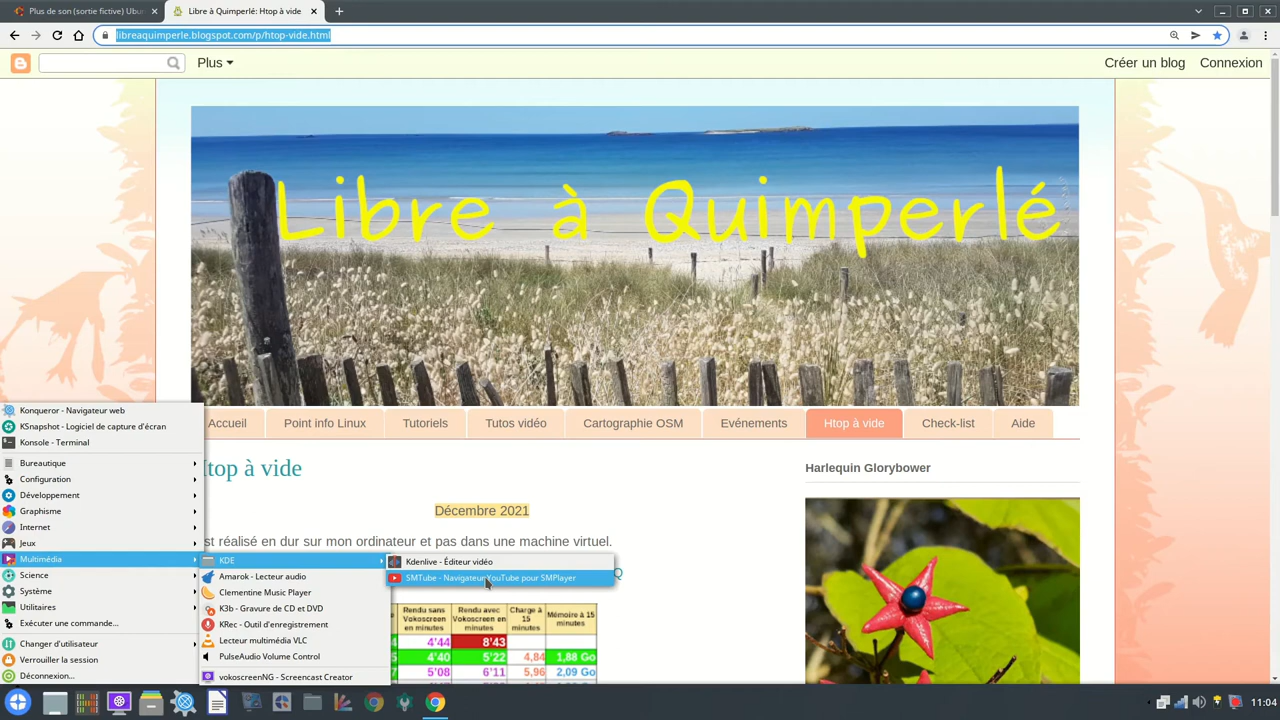 Plus de son (sortie fictive) Ubun
Libre à Quimperlé: Htop à vide
libreaquimperle.blogspot.com/p/htop-vide.html
Plus
Créer un blog
Connexion
Libre à Quimperlé
Accueil
Point info Linux
Tutoriels
Tutos vidéo
Cartographie OSM
Evénements
Htop à vide
Check-list
Aide
Htop à vide
Décembre 2021
st réalisé en dur sur mon ordinateur et pas dans une machine virtuel.
Q
Rendu sans Vokoscreen en minutes
Rendu avec Vokoscreen en minutes
Charge à 15 minutes
Mémoire à 15 minutes
4'44 8'43
4'40 5'22 4,84 1,88 Go
5'08 6'11 5,96 2,09 Go
Harlequin Glorybower
Konqueror - Navigateur web
KSnapshot - Logiciel de capture d'écran
Konsole - Terminal
Bureautique
Configuration
Développement
Graphisme
Internet
Jeux
Multimédia
Science
Système
Utilitaires
Exécuter une commande...
Changer d'utilisateur
Verrouiller la session
Déconnexion...
KDE
Amarok - Lecteur audio
Clementine Music Player
K3b - Gravure de CD et DVD
KRec - Outil d'enregistrement
Lecteur multimédia VLC
PulseAudio Volume Control
vokoscreenNG - Screencast Creator
Kdenlive - Éditeur vidéo
SMTube - Navigateur YouTube pour SMPlayer
11:04